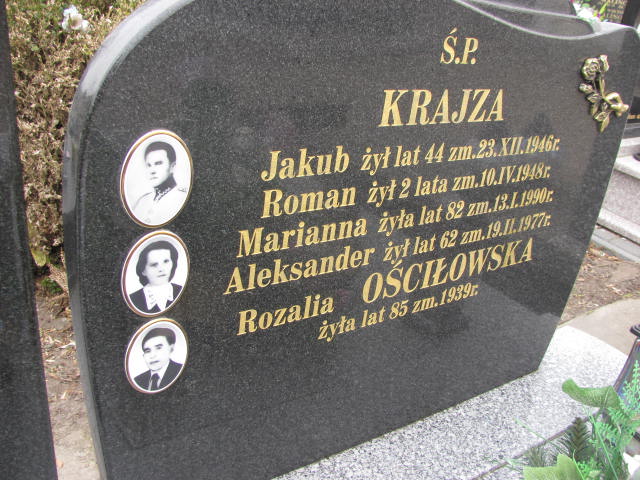 Ś.P.
KRAJZA
Jakub żył lat 44 zm.23.XII.1946r.
Roman żył 2 lata zm.10.IV.1948r.
Marianna żyła lat 82 zm.13.I.1990r.
Aleksander żył lat 62 zm.19.II.1977r.
Rozalia OŚCIŁOWSKA
żyła lat 85 zm.1939r.